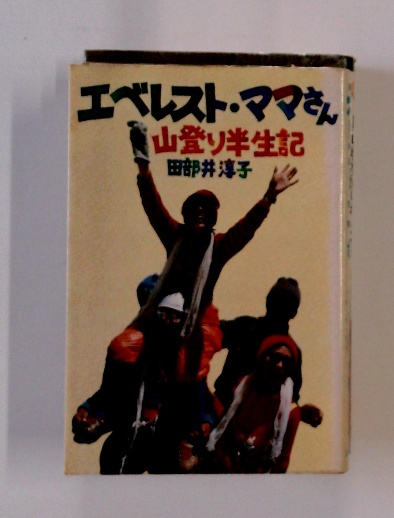 エベレスト・ママさん
山登り半生記
田部井淳子